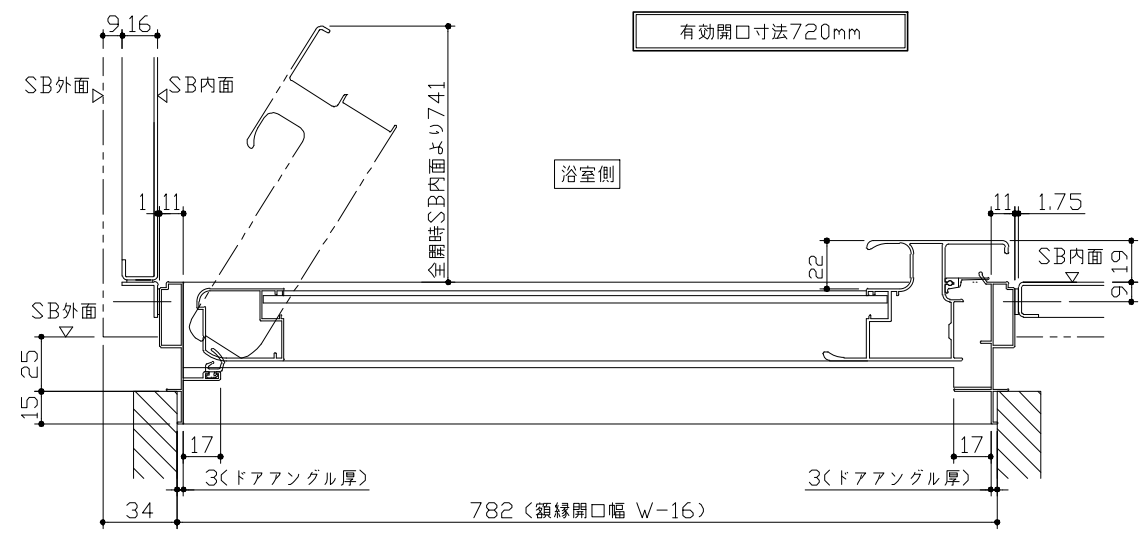 9 16
有効開口寸法720mm
SB外面
SB内面
全開時SB内面より741
浴室側
1 11
11 1.75
22
SB内面
19
9
SB外面
25
15
17
17
3(ドアアングル厚)
3(ドアアングル厚)
34
782 (額縁開口幅 W-16)